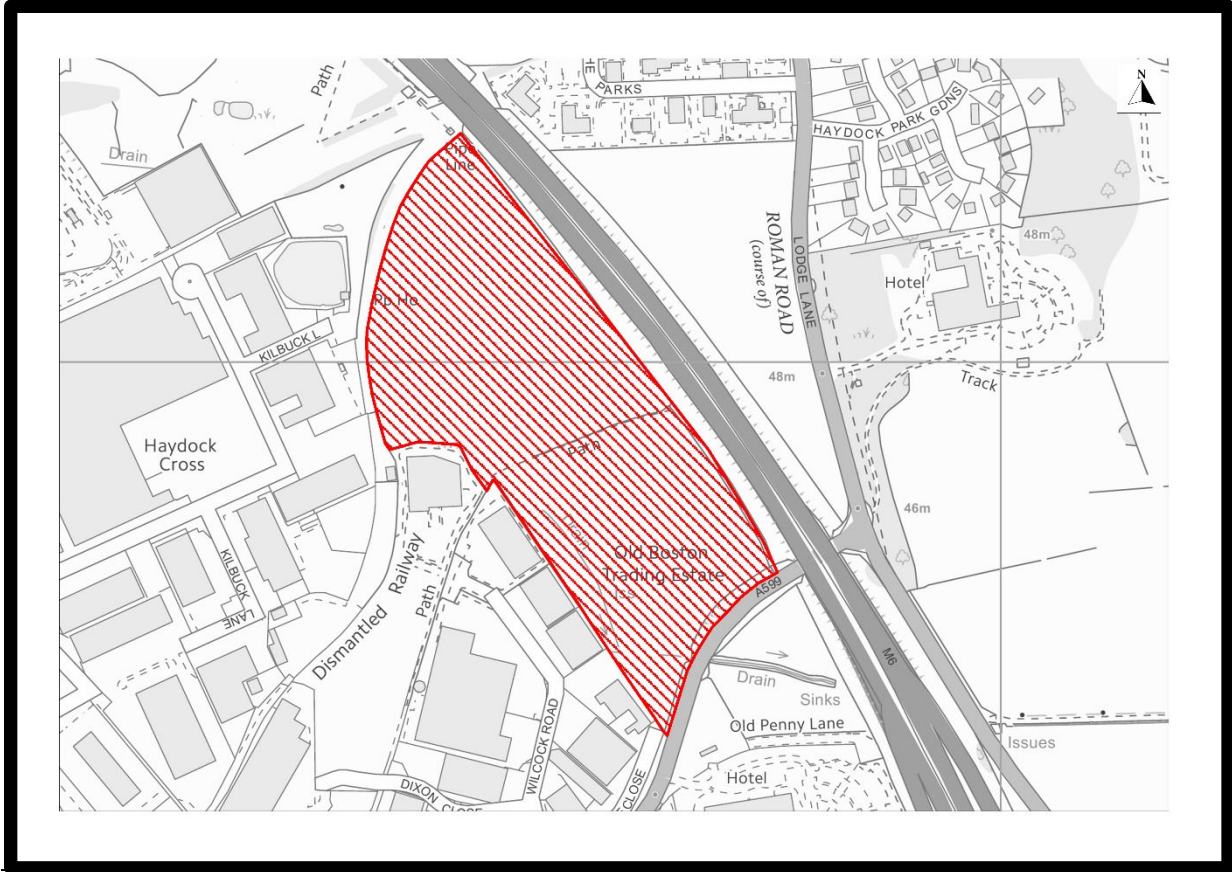 Path
PARKS
N
HAYDOCK PARK GDNS
Drain
Pipe
Line
ROMAN ROAD
(course of)
LODGE LANE
48m
Hotel
Pp Ho
KILBUCK L
48m
Track
Haydock
Cross
Path
46m
Drain
Old Boston
Trading Estate
Iss
A599
KILBUCK
LANE
Dismantled Railway
Path
M6
Drain
Sinks
Old Penny Lane
Issues
WILCOCK ROAD
Hotel
DIXON CLOSE
CLOSE